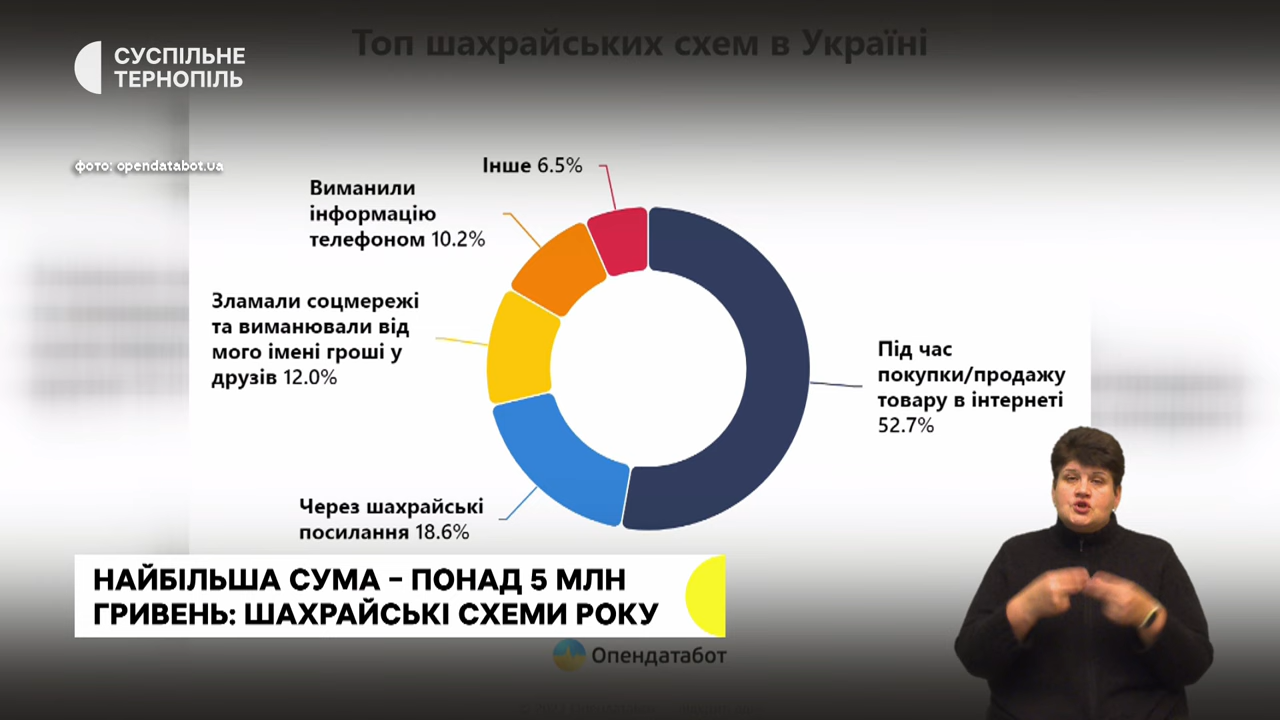 Топ шахрайських схем в Україні
СУСПІЛЬНЕ
ТЕРНОПІЛЬ
фото: opendatabot.ua
Інше 6.5%
Виманили
інформацію
телефоном 10.2%
Зламали соцмережі
та виманювали від
мого імені гроші у
друзів 12.0%
Під час
покупки/продажу
товару в інтернеті
52.7%
Через шахрайські
посилання 18.6%
НАЙБІЛЬША СУМА – ПОНАД 5 МЛН
ГРИВЕНЬ: ШАХРАЙСЬКІ СХЕМИ РОКУ
Опендатабот